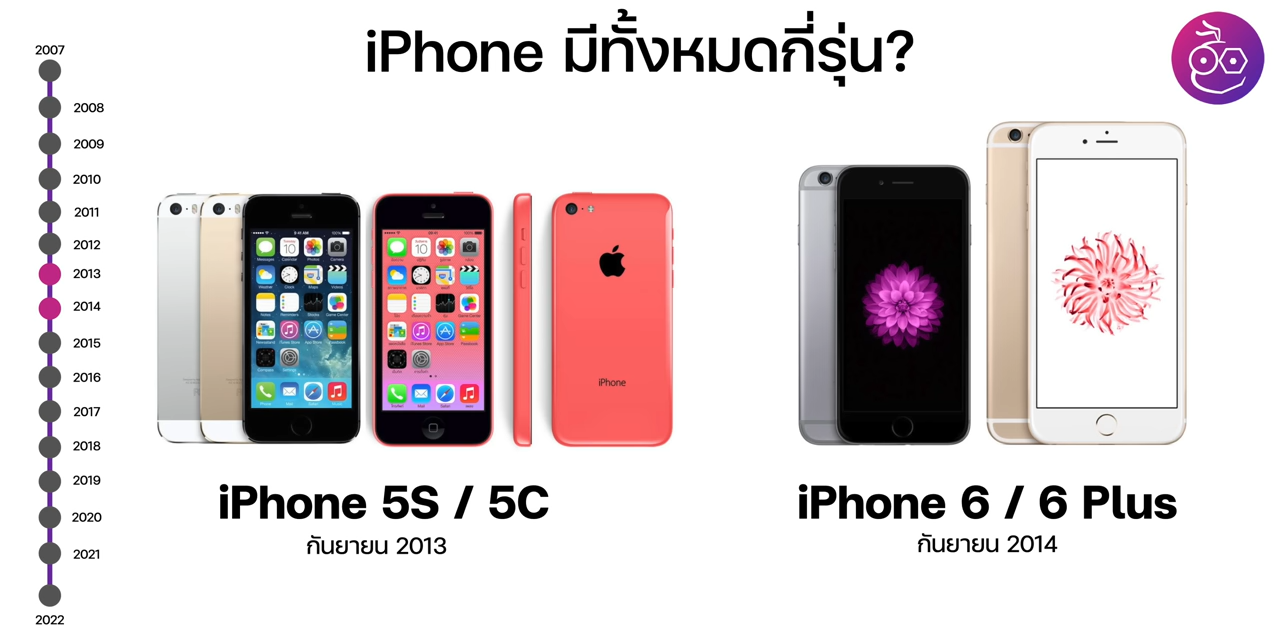 iPhone มีทั้งหมดกี่รุ่น?
2007
2008
2009
2010
2011
2012
2013
2014
2015
2016
2017
2018
2019
2020
2021
2022
iPhone
iPhone 5S / 5C
กันยายน 2013
iPhone 6 / 6 Plus
กันยายน 2014